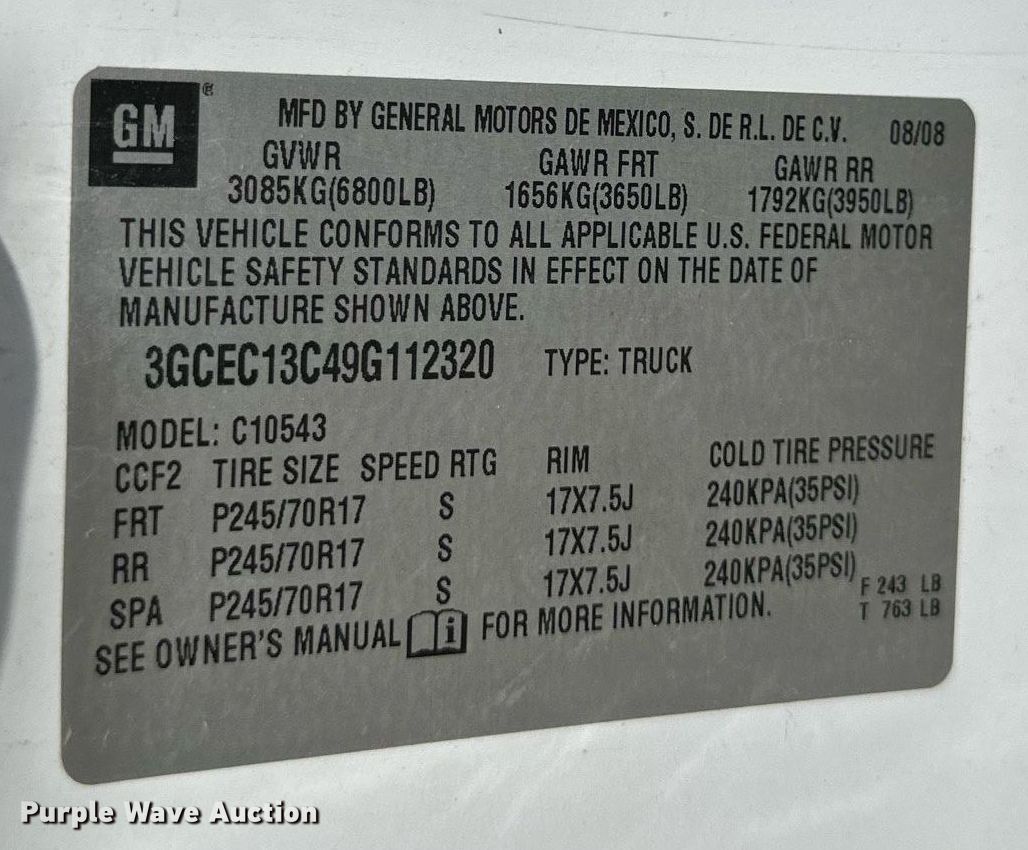 GM®
MFD BY GENERAL MOTORS DE MEXICO, S. DE R.L. DE C.V. 08/08
GVWR GAWR FRT GAWR RR
3085KG(6800LB) 1656KG(3650LB) 1792KG(3950LB)
THIS VEHICLE CONFORMS TO ALL APPLICABLE U.S. FEDERAL MOTOR
VEHICLE SAFETY STANDARDS IN EFFECT ON THE DATE OF
MANUFACTURE SHOWN ABOVE.
3GCEC13C49G112320 TYPE: TRUCK
MODEL: C10543
CCF2 TIRE SIZE SPEED RTG RIM COLD TIRE PRESSURE
FRT P245/70R17 S 17X7.5J 240KPA(35PSI)
RR P245/70R17 S 17X7.5J 240KPA(35PSI)
SPA P245/70R17 S 17X7.5J 240KPA(35PSI)
F 243 LB
T 763 LB
SEE OWNER'S MANUAL i FOR MORE INFORMATION.
Purple Wave Auction